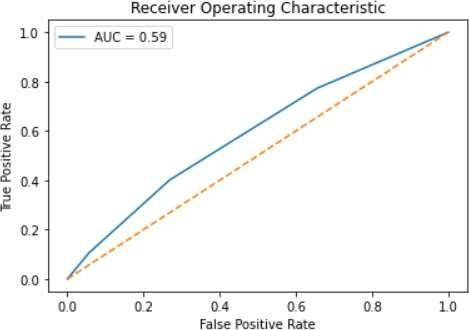 Receiver Operating Characteristic
AUC = 0.59
1.0
0.8
0.6
0.4
0.2
0.0
True Positive Rate
0.0 0.2 0.4 0.6 0.8 1.0
False Positive Rate